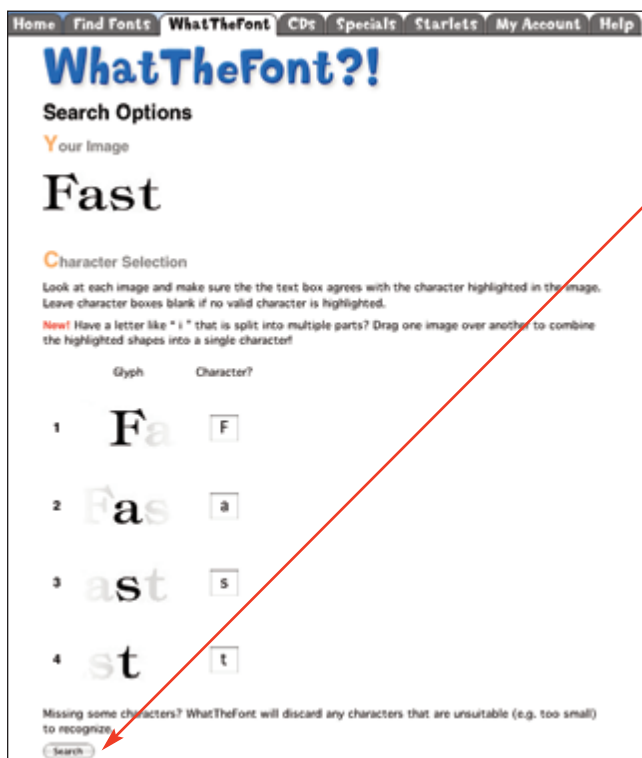 Home Find Fonts WhatTheFont CDs Specials Starlets My Account Help
WhatTheFont?!
Search Options
Your Image
Fast
Character Selection
Look at each image and make sure the the text box agrees with the character highlighted in the image.
Leave character boxes blank if no valid character is highlighted.
New! Have a letter like " i " that is split into multiple parts? Drag one image over another to combine
the highlighted shapes into a single character!
Glyph Character?
1 Fa F
2 Fas a
3 ast s
4 st t
Missing some characters? WhatTheFont will discard any characters that are unsuitable (e.g. too small)
to recognize.
Search